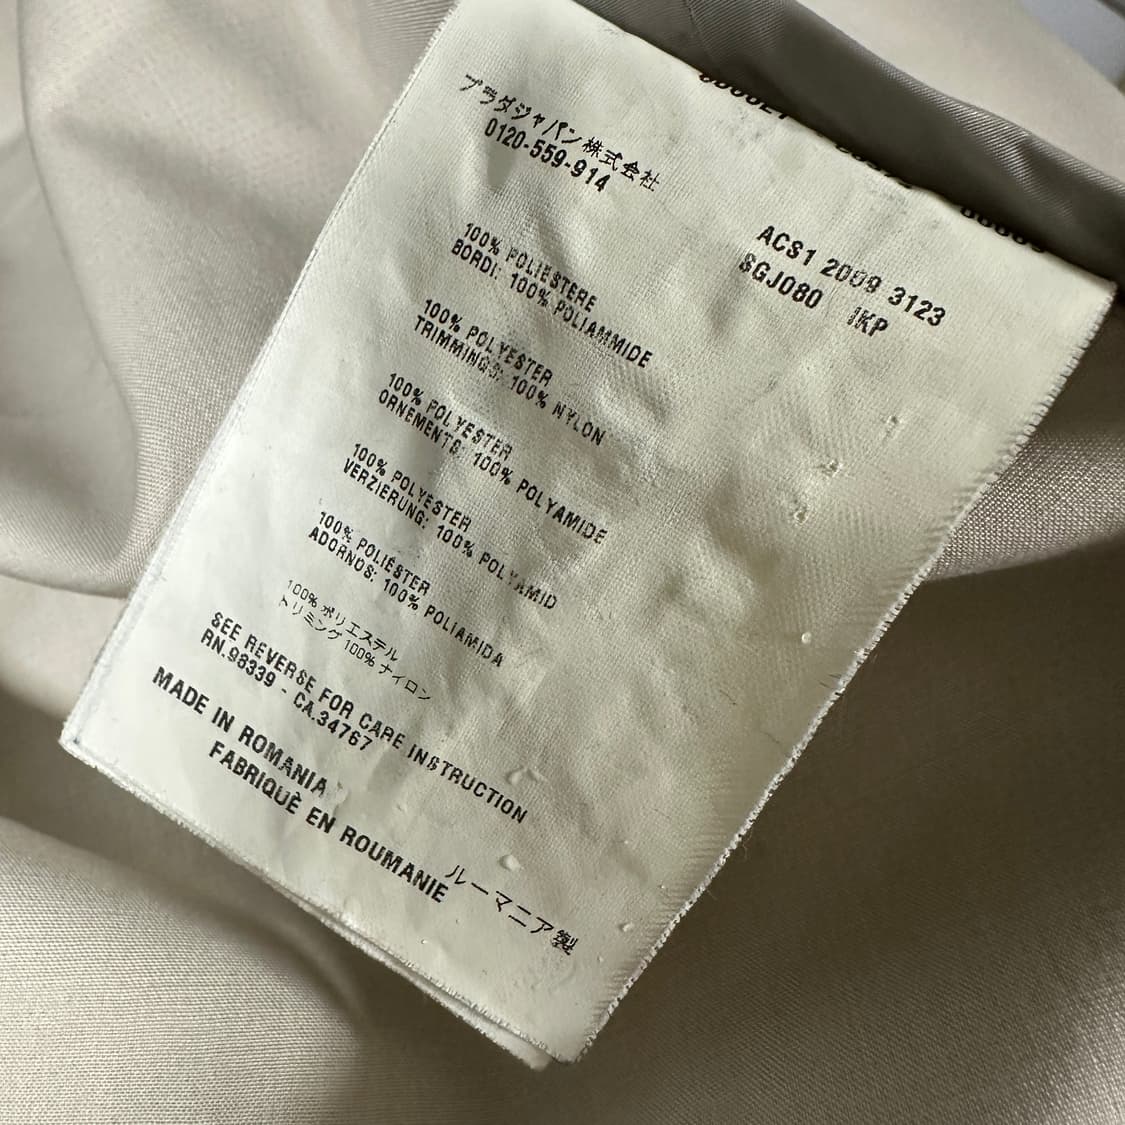 プラダジャパン株式会社
0120-559-914
ACS1 2009 3123
SGJ080 1KP
100% POLIESTERE
BORDI: 100% POLIAMMIDE
100% POLYESTER
TRIMMINGS: 100% NYLON
100% POLYESTER
ORNEMENTS: 100% POLYAMIDE
100% POLYESTER
VERZIERUNG: 100% POLYAMID
100% POLIÉSTER
ADORNOS: 100% POLIAMIDA
100% ポリエステル
トリミング 100% ナイロン
SEE REVERSE FOR CARE INSTRUCTION
RN.98339 - CA.34767
MADE IN ROMANIA
FABRIQUÈ EN ROUMANIE
ルーマニア製